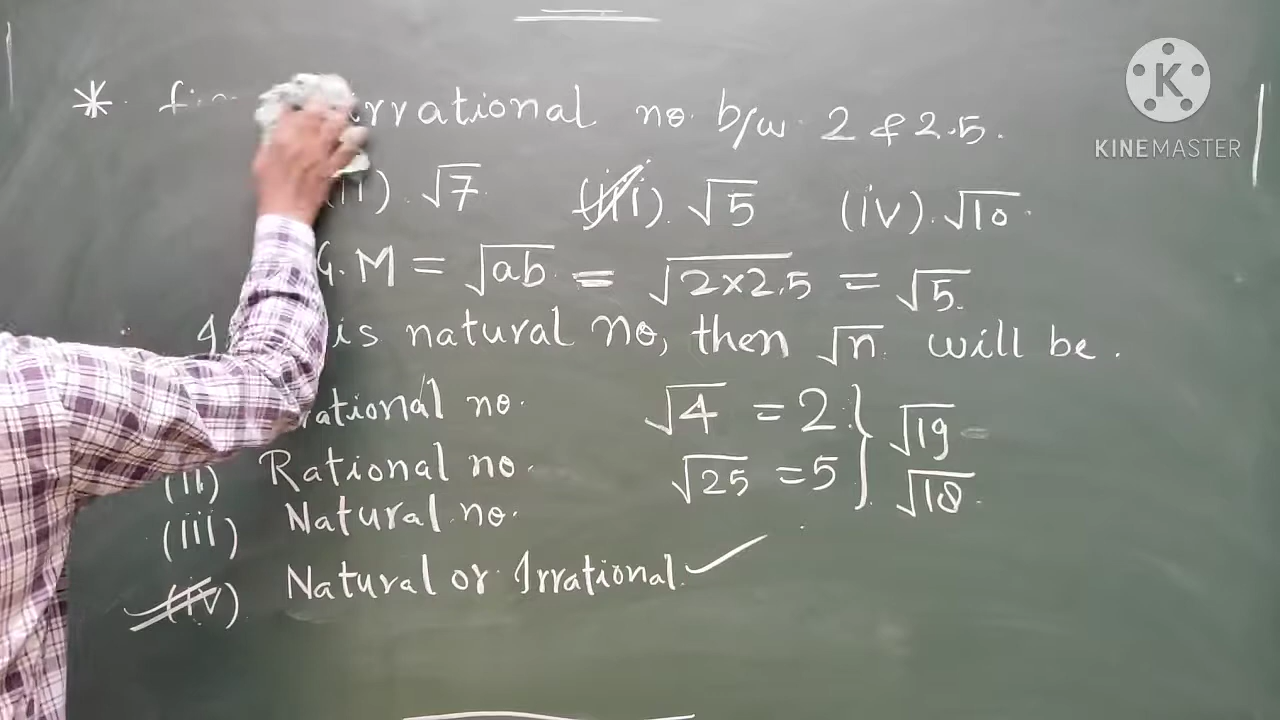 * irrational no. b/w 2 & 2.5.
(ii). √7 (iii). √5 (iv). √10.
G.M = √ab = √2×2.5 = √5.
is natural no, then √n will be.
rational no. √4 = 2 } √19
(ii) Rational no. √25 = 5 } √18
(iii) Natural no.
(iv) Natural or Irrational. ✓
K
KINEMASTER